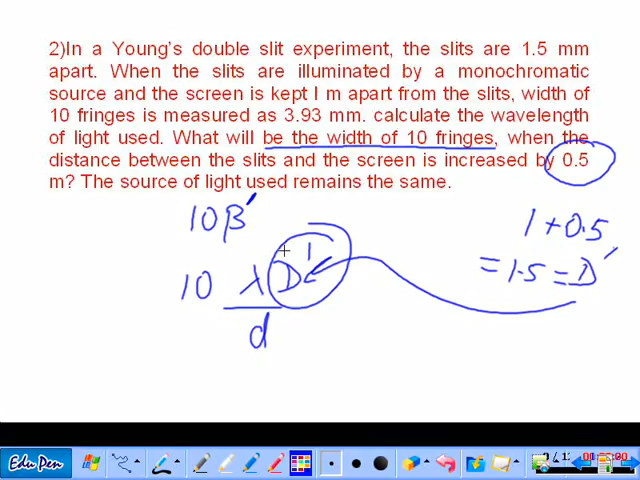 2)In a Young's double slit experiment, the slits are 1.5 mm
apart. When the slits are illuminated by a monochromatic
source and the screen is kept I m apart from the slits, width of
10 fringes is measured as 3.93 mm. calculate the wavelength
of light used. What will be the width of 10 fringes, when the
distance between the slits and the screen is increased by 0.5
m? The source of light used remains the same.
10β'
1+0.5
=1.5=D'
10 λD'
d
Edu Pen